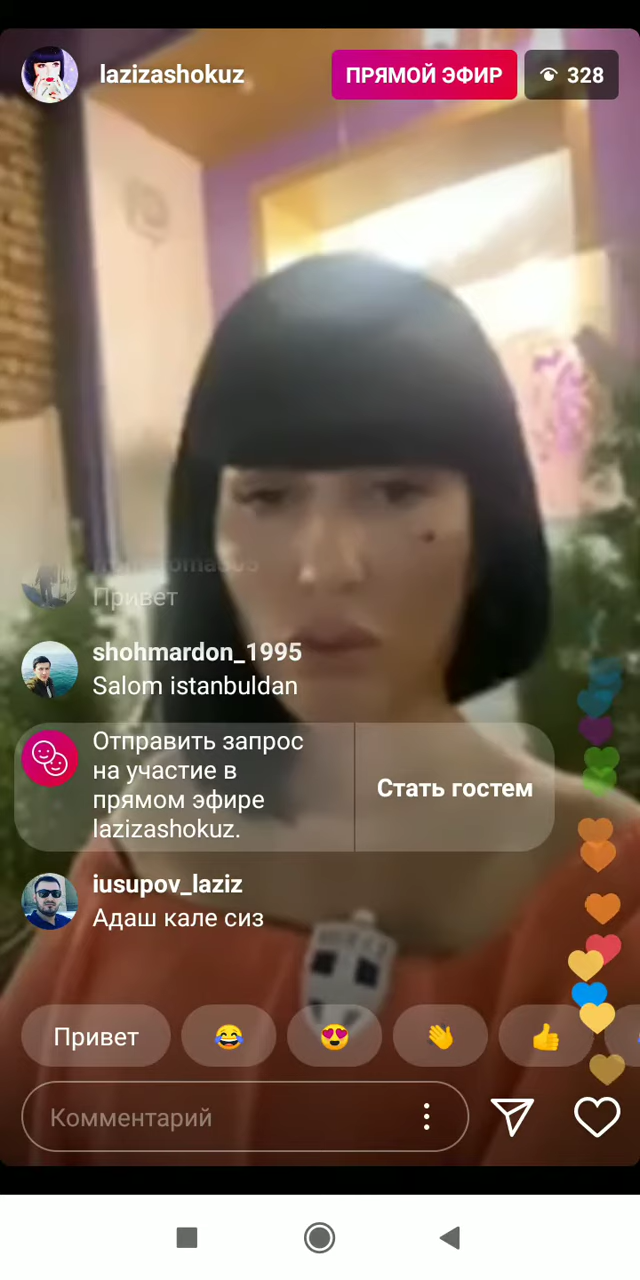 lazizashokuz
ПРЯМОЙ ЭФИР
328
Привет
shohmardon_1995
Salom istanbuldan
Отправить запрос
на участие в
прямом эфире
lazizashokuz.
Стать гостем
iusupov_laziz
Адаш кале сиз
Привет
Комментарий